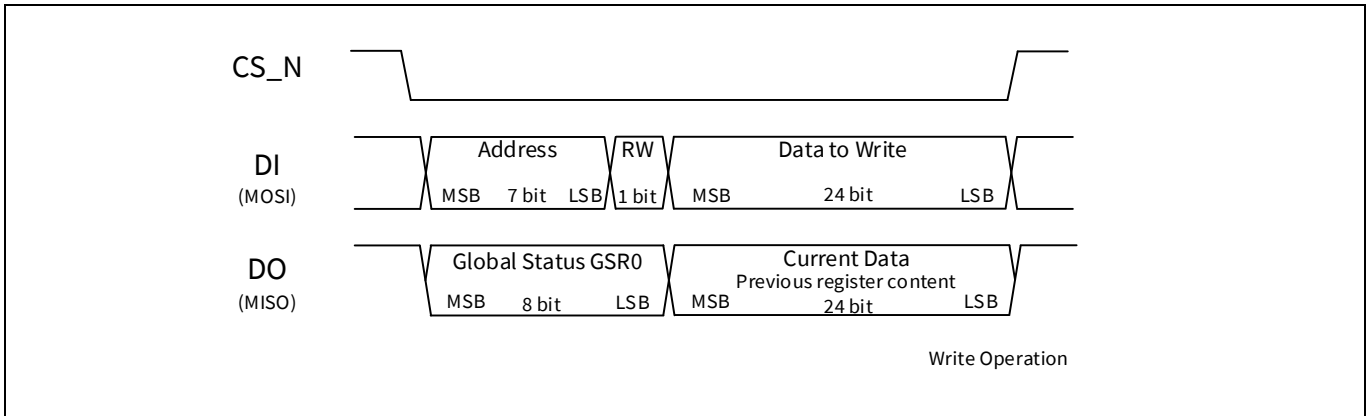 CS_N
DI
(MOSI)
Address
RW
Data to Write
MSB 7 bit LSB 1 bit MSB 24 bit LSB
DO
(MISO)
Global Status GSR0
Current Data
Previous register content
MSB 8 bit LSB MSB 24 bit LSB
Write Operation